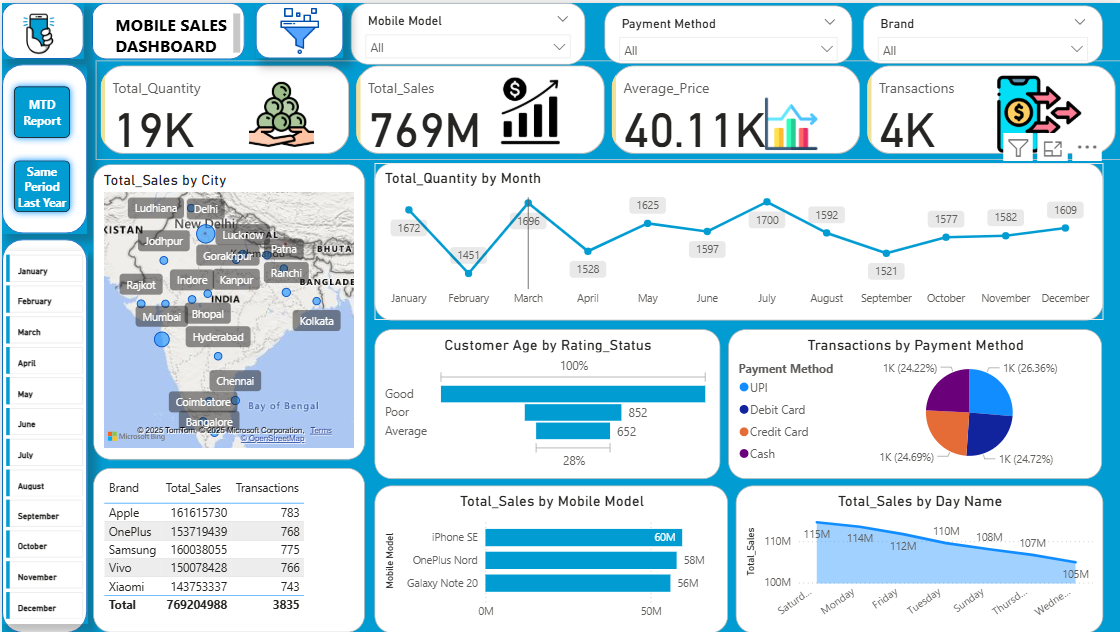 MOBILE SALES
DASHBOARD
Mobile Model
All
Payment Method
All
Brand
All
MTD
Report
Same
Period
Last Year
Total_Quantity
19K
Total_Sales
769M
Average_Price
40.11K
Transactions
4K
January
February
March
April
May
June
July
August
September
October
November
December
Total_Sales by City
Ludhiana
Delhi
New Delhi
KISTAN
Jodhpur
Lucknow
Gorakhpur
Patna
BHUTA
Rajkot
Indore
Kanpur
Ranchi
BANGLADE
INDIA
Mumbai
Bhopal
Kolkata
Hyderabad
Chennai
Coimbatore
Bay of Bengal
Bangalore
© 2025 TomTom, © 2025 Microsoft Corporation, Terms
Microsoft Bing
© OpenStreetMap
Total_Quantity by Month
1672
1451
1696
1528
1625
1597
1700
1592
1521
1577
1582
1609
January February March April May June July August September October November December
Customer Age by Rating_Status
100%
Good
Poor 852
Average 652
28%
Transactions by Payment Method
Payment Method
UPI
Debit Card
Credit Card
Cash
1K (24.22%)
1K (26.36%)
1K (24.69%)
1K (24.72%)
Brand Total_Sales Transactions
Apple 161615730 783
OnePlus 153719439 768
Samsung 160038055 775
Vivo 150078428 766
Xiaomi 143753337 743
Total 769204988 3835
Total_Sales by Mobile Model
Mobile Model
iPhone SE 60M
OnePlus Nord 58M
Galaxy Note 20 56M
0M 50M
Total_Sales by Day Name
Total_Sales
110M
100M
115M
114M
112M
110M
108M
107M
105M
Saturd... Monday Friday Tuesday Sunday Thursd... Wedne...